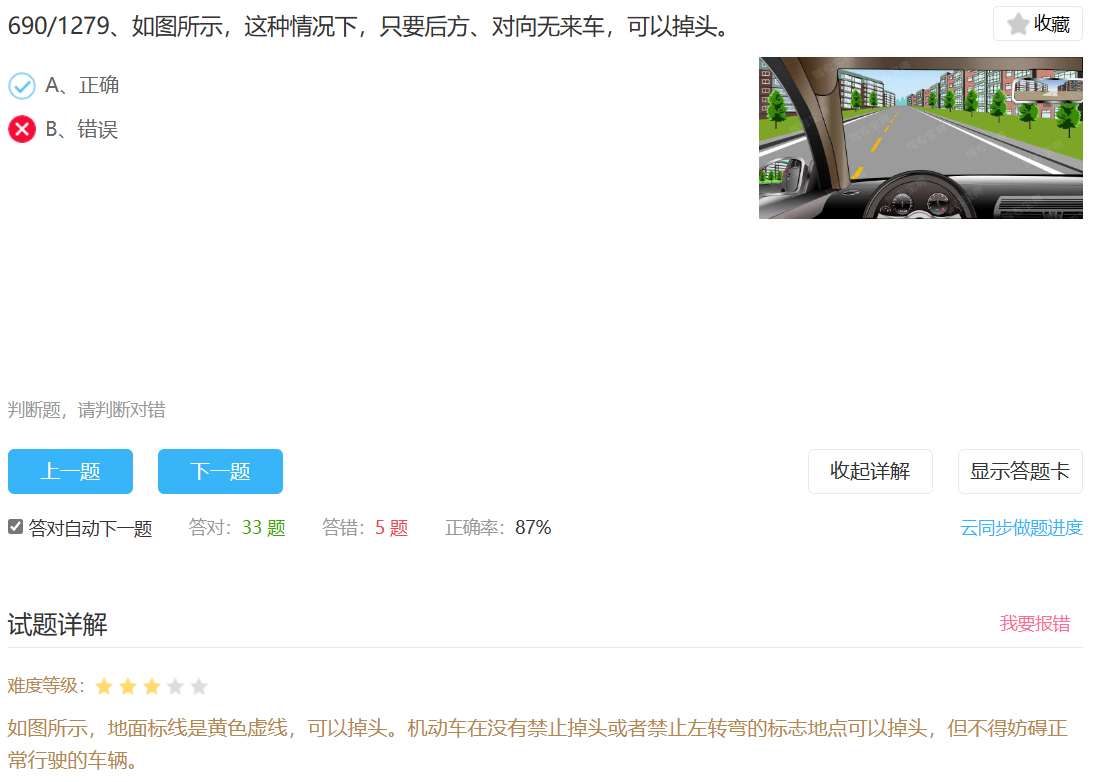 690/1279、如图所示，这种情况下，只要后方、对向无来车，可以掉头。
收藏
A、正确
B、错误
判断题，请判断对错
上一题
下一题
收起详解
显示答题卡
答对自动下一题
答对：33 题
答错：5 题
正确率：87%
云同步做题进度
试题详解
我要报错
难度等级：
如图所示，地面标线是黄色虚线，可以掉头。机动车在没有禁止掉头或者禁止左转弯的标志地点可以掉头，但不得妨碍正
常行驶的车辆。